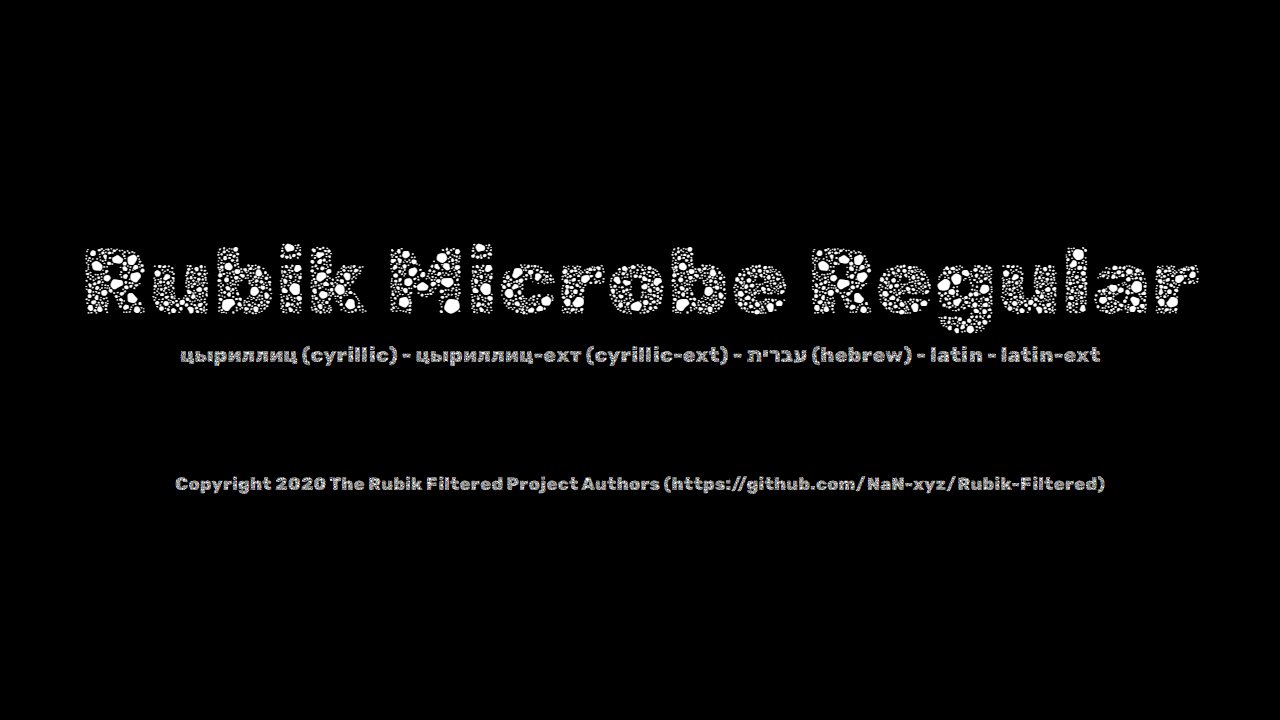 Rubik Microbe Regular
цыриллиц (cyrillic) - цыриллиц-ехт (cyrillic-ext) - עברית (hebrew) - latin - latin-ext
Copyright 2020 The Rubik Filtered Project Authors (https://github.com/NaN-xyz/Rubik-Filtered)